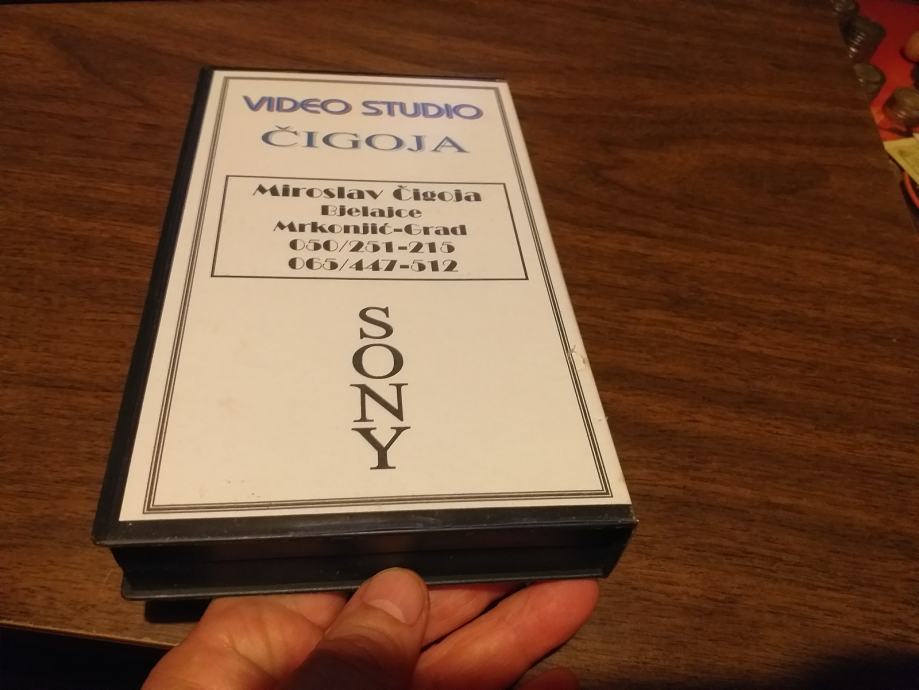 VIDEO STUDIO
ČIGOJA
Miroslav Čigoja
Bjelajce
Mrkonjić-Grad
050/251-215
065/447-512
SONY